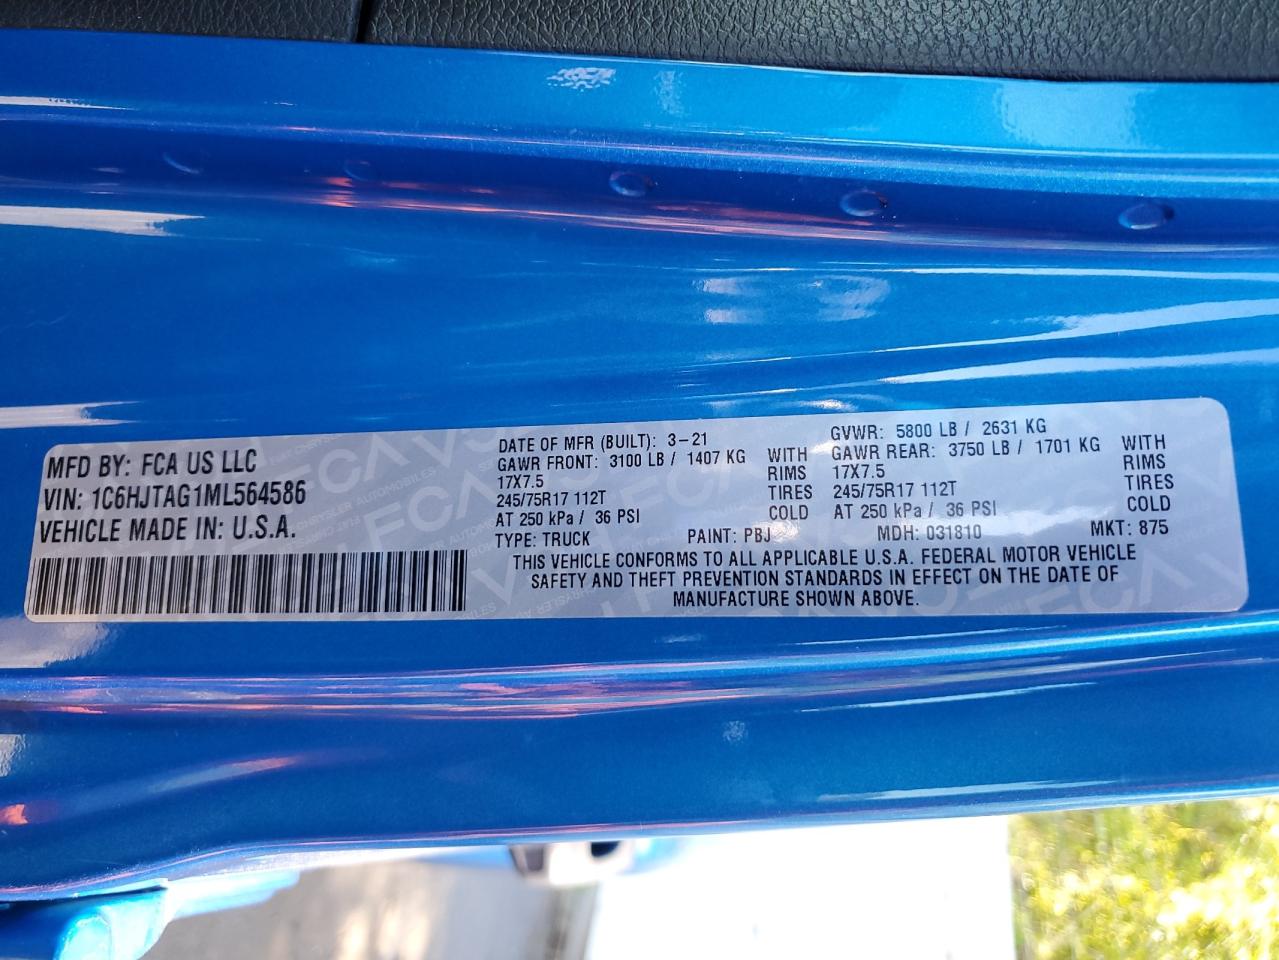 MFD BY: FCA US LLC
VIN: 1C6HJTAG1ML564586
VEHICLE MADE IN: U.S.A.
DATE OF MFR (BUILT): 3-21
GAWR FRONT: 3100 LB / 1407 KG WITH
17X7.5 RIMS
245/75R17 112T TIRES
AT 250 kPa / 36 PSI COLD
GVWR: 5800 LB / 2631 KG
GAWR REAR: 3750 LB / 1701 KG WITH
17X7.5 RIMS
245/75R17 112T TIRES
AT 250 kPa / 36 PSI COLD
TYPE: TRUCK PAINT: PBJ MDH: 031810 MKT: 875
THIS VEHICLE CONFORMS TO ALL APPLICABLE U.S.A. FEDERAL MOTOR VEHICLE
SAFETY AND THEFT PREVENTION STANDARDS IN EFFECT ON THE DATE OF
MANUFACTURE SHOWN ABOVE.